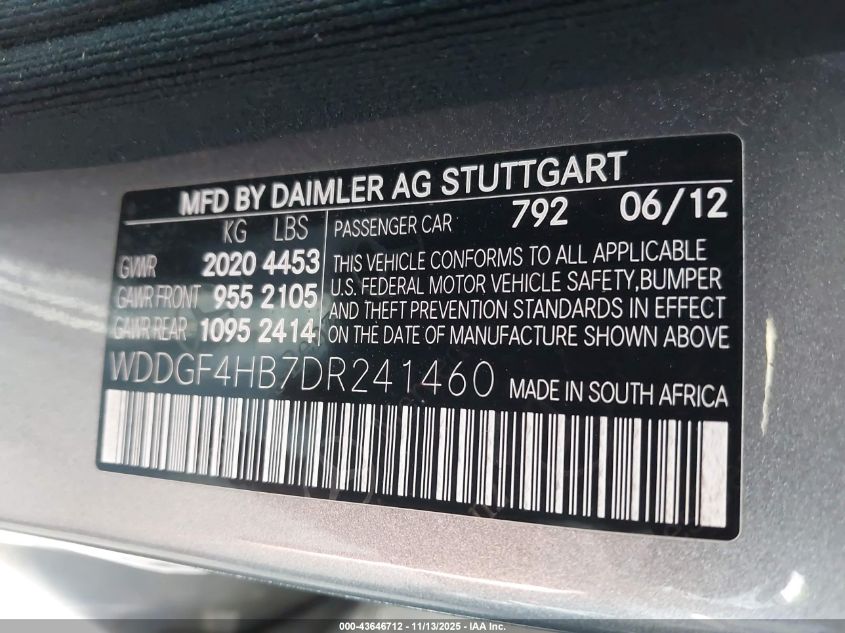 MFD BY DAIMLER AG STUTTGART
KG LBS
GVWR 2020 4453
GAWR FRONT 955 2105
GAWR REAR 1095 2414
PASSENGER CAR 792 06/12
THIS VEHICLE CONFORMS TO ALL APPLICABLE
U.S. FEDERAL MOTOR VEHICLE SAFETY, BUMPER
AND THEFT PREVENTION STANDARDS IN EFFECT
ON THE DATE OF MANUFACTURE SHOWN ABOVE
WDDGF4HB7DR241460 MADE IN SOUTH AFRICA
000-43646712 - 11/13/2025 - IAA Inc.